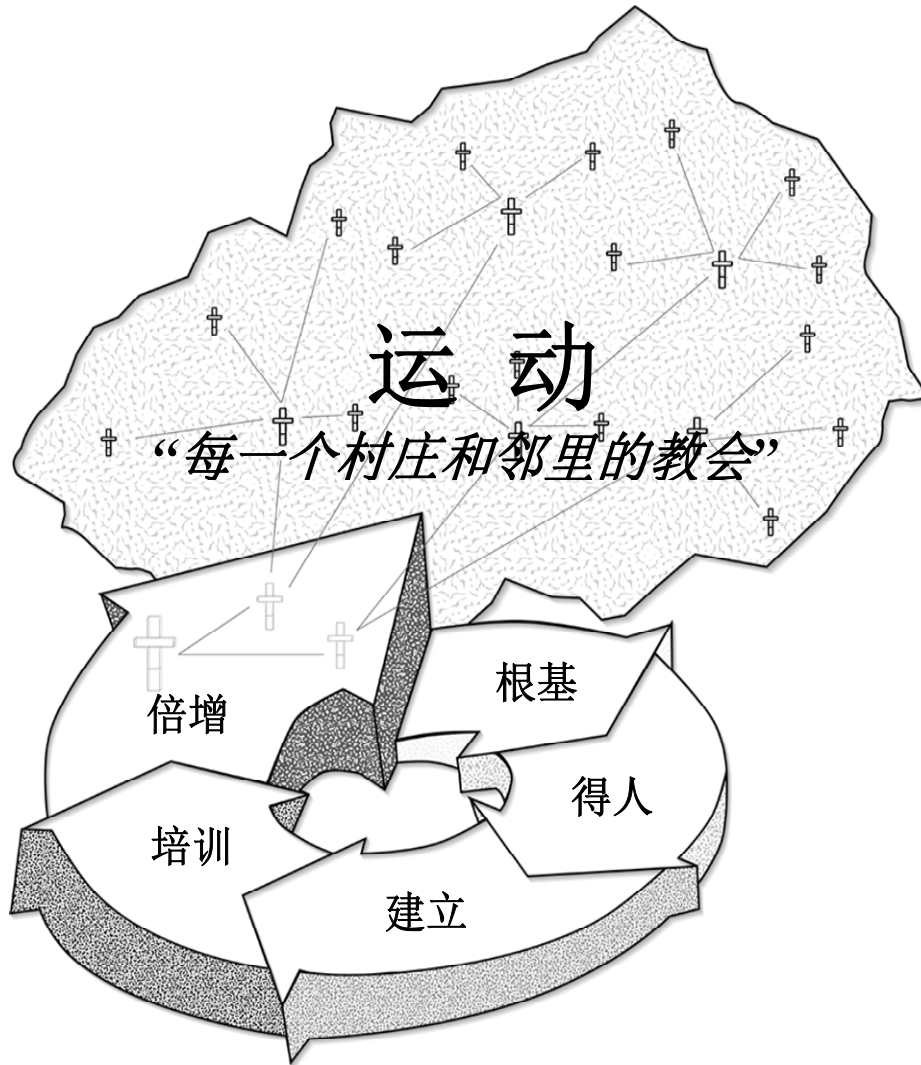 运动
“每一个村庄和邻里的教会”
根基
倍增
得人
培训
建立